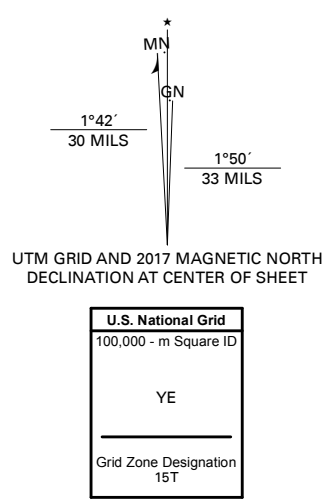 ★
MN
GN
1°42´
30 MILS
1°50´
33 MILS
UTM GRID AND 2017 MAGNETIC NORTH
DECLINATION AT CENTER OF SHEET
U.S. National Grid
100,000 - m Square ID
YE
Grid Zone Designation
15T